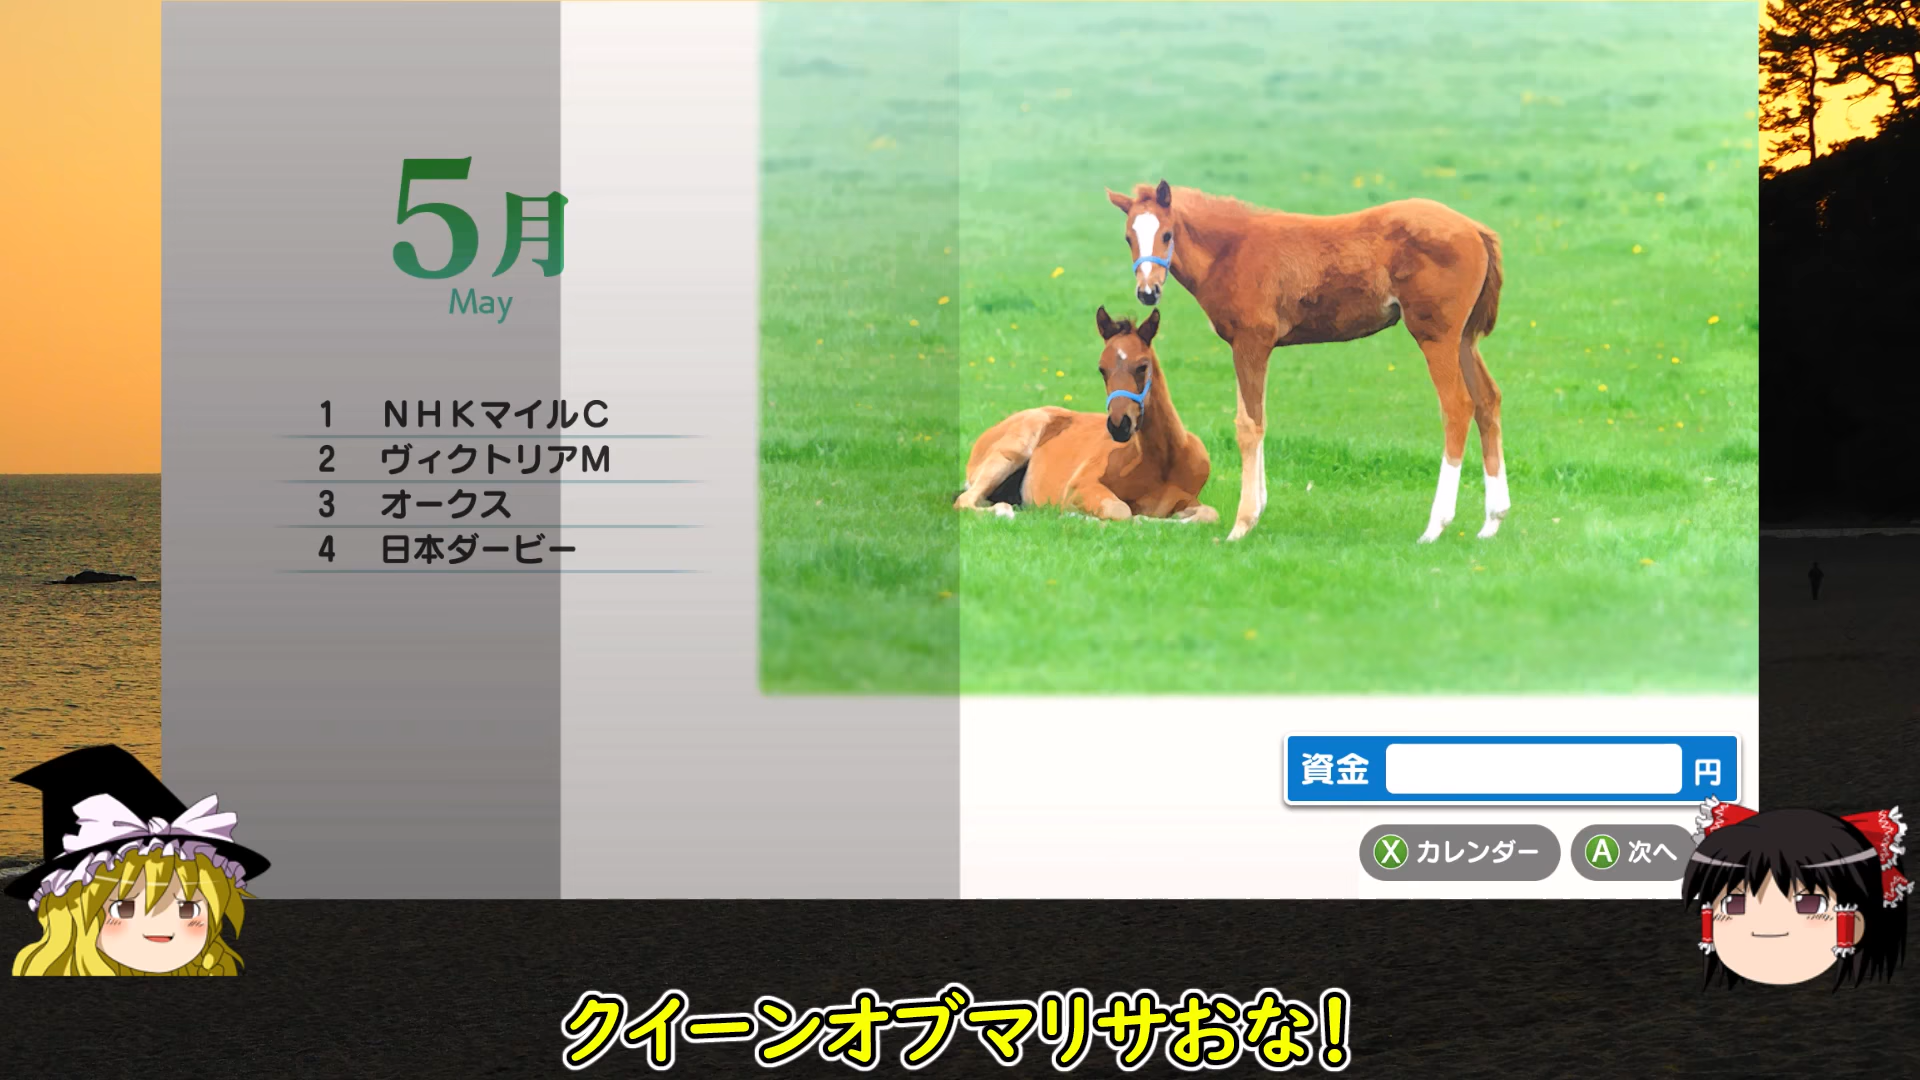 5月
May
1 NHKマイルC
2 ヴィクトリアM
3 オークス
4 日本ダービー
資金 円
X カレンダー A 次へ
クイーンオブマリサおな！